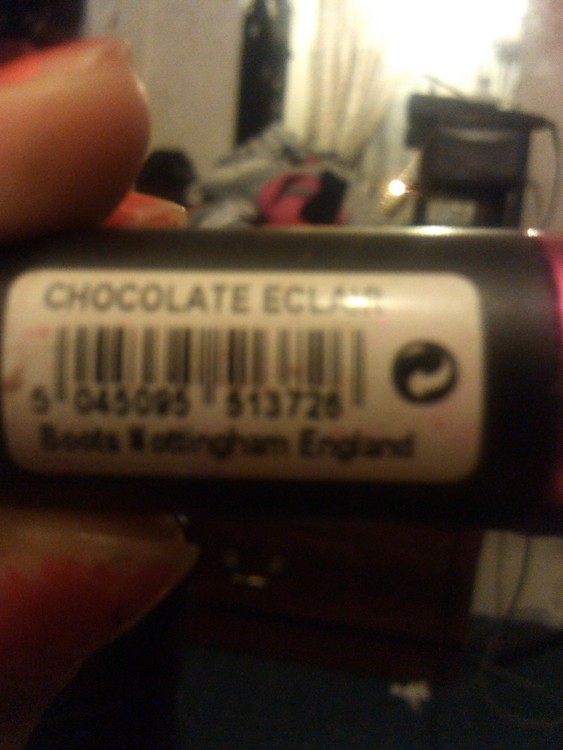 CHOCOLATE ECLAIR
5 045095 513726
Boots Nottingham England